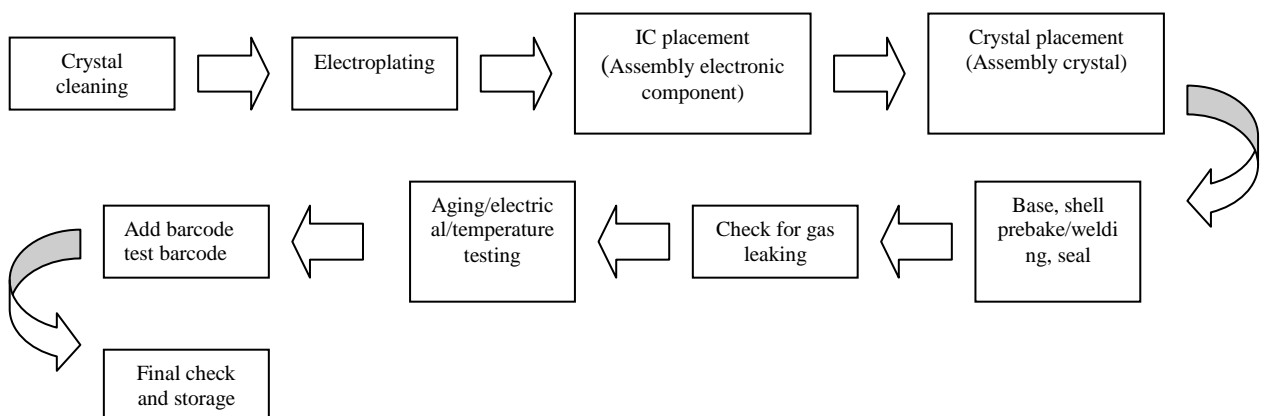 Crystal
cleaning
Electroplating
IC placement
(Assembly electronic
component)
Crystal placement
(Assembly crystal)
Base, shell
prebake/weldi
ng, seal
Check for gas
leaking
Aging/electric
al/temperature
testing
Add barcode
test barcode
Final check
and storage